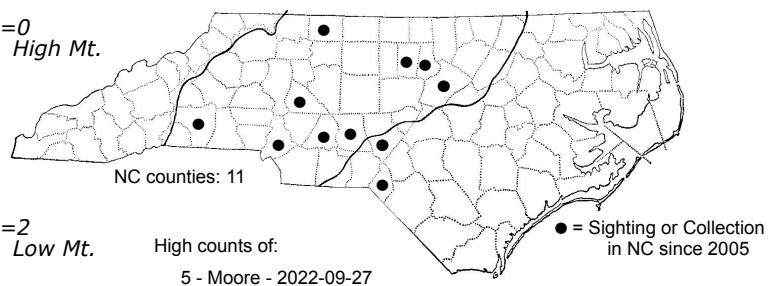 =0
High Mt.
NC counties: 11
=2
Low Mt.
High counts of:
5 - Moore - 2022-09-27
● = Sighting or Collection
in NC since 2005